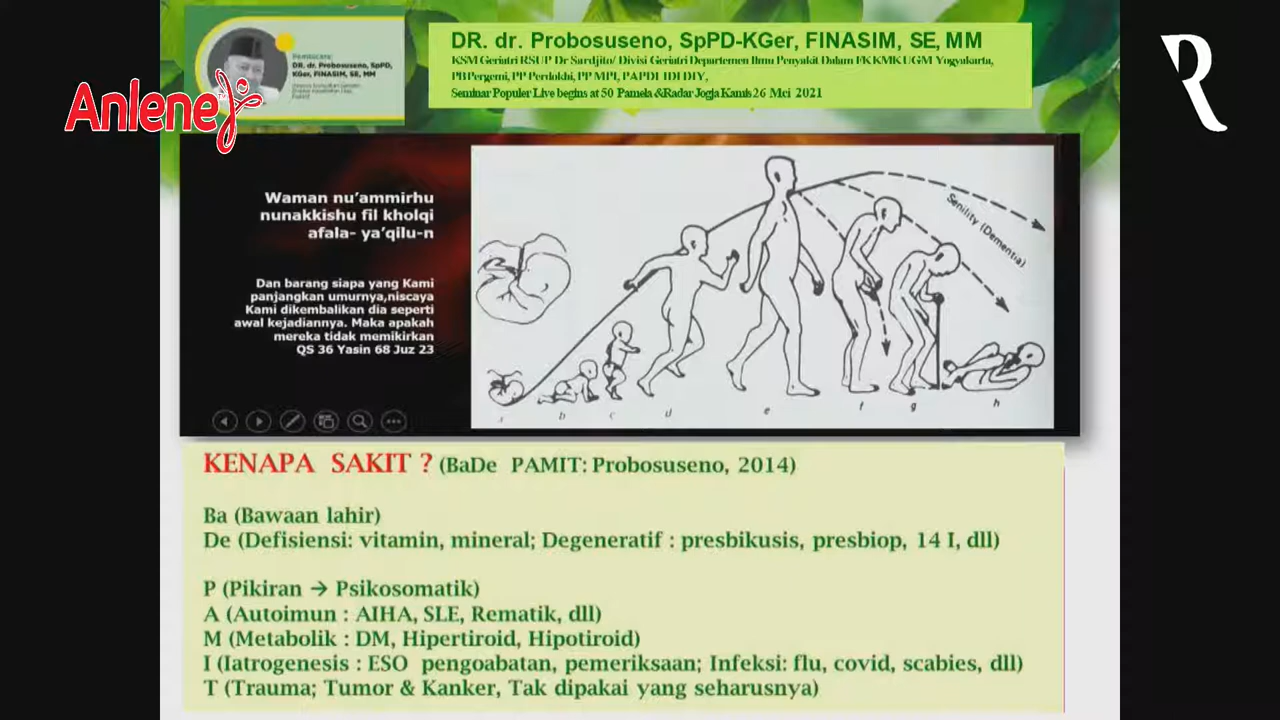 DR. dr. Probosuseno, SpPD-KGer, FINASIM, SE, MM
KSM Geriatri RSUP Dr Sardjito/ Divisi Geriatri Departemen Ilmu Penyakit Dalam FKKMK UGM Yogyakarta,
PB Pergemi, PP Perdokhi, PP MPI, PAPDI IDI DIY,
Seminar Populer Live begins at 50 Pamela &Radar Jogja Kamis 26 Mei 2021
DR. dr. Probosuseno, SpPD,
KGer, FINASIM, SE, MM
Anlene
R
Waman nu’ammirhu
nunakkishu fil kholqi
afala- ya’qilu-n
Dan barang siapa yang Kami
panjangkan umurnya,niscaya
Kami dikembalikan dia seperti
awal kejadiannya. Maka apakah
mereka tidak memikirkan
QS 36 Yasin 68 Juz 23
Senility (Dementia)
a b c d e f g h
KENAPA SAKIT ? (BaDe PAMIT: Probosuseno, 2014)
Ba (Bawaan lahir)
De (Defisiensi: vitamin, mineral; Degeneratif : presbikusis, presbiop, 14 I, dll)
P (Pikiran → Psikosomatik)
A (Autoimun : AIHA, SLE, Rematik, dll)
M (Metabolik : DM, Hipertiroid, Hipotiroid)
I (Iatrogenesis : ESO pengoabatan, pemeriksaan; Infeksi: flu, covid, scabies, dll)
T (Trauma; Tumor & Kanker, Tak dipakai yang seharusnya)